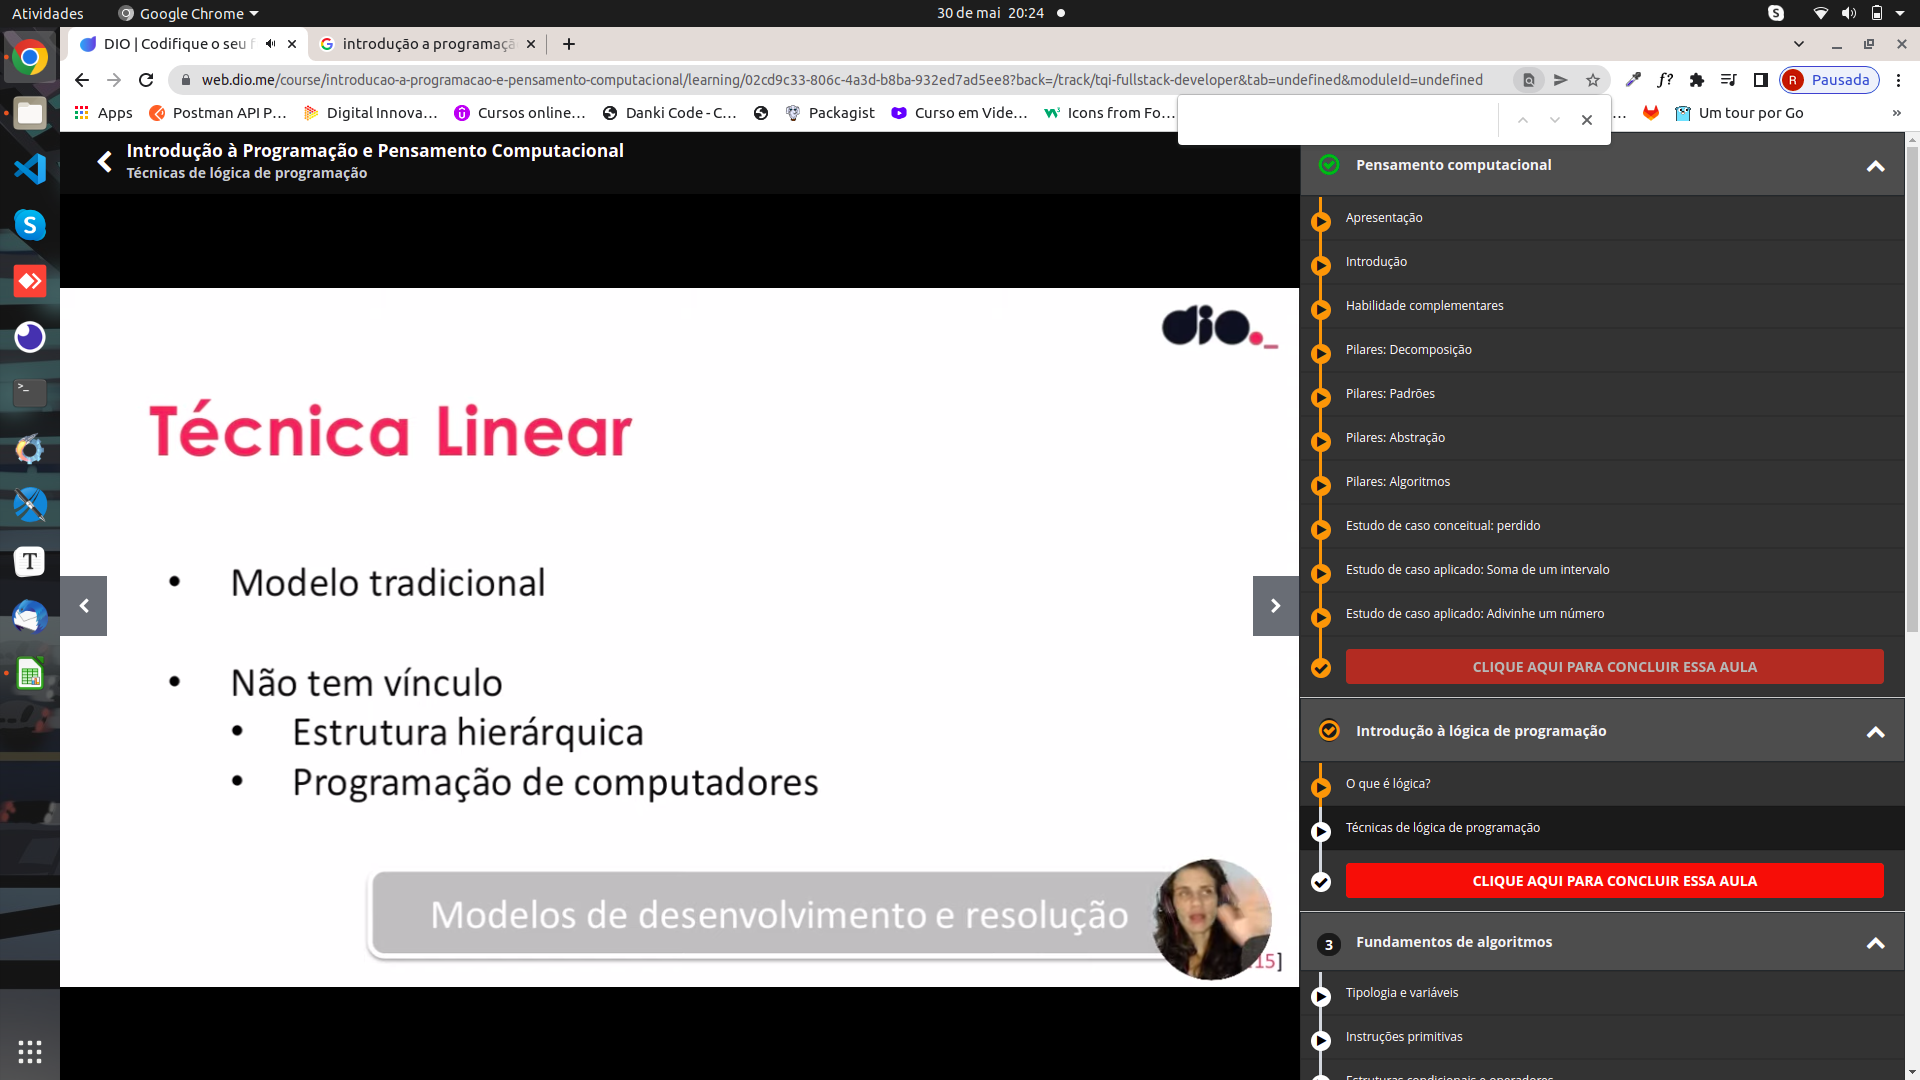 Atividades
Google Chrome
30 de mai 20:24
DIO | Codifique o seu f
introdução a programaçã
web.dio.me/course/introducao-a-programacao-e-pensamento-computacional/learning/02cd9c33-806c-4a3d-b8ba-932ed7ad5ee8?back=/track/tqi-fullstack-developer&tab=undefined&moduleId=undefined
f?
R Pausada
Apps
Postman API P…
Digital Innova…
Cursos online…
Danki Code - C…
Packagist
Curso em Vide…
Icons from Fo…
…
Um tour por Go
»
Introdução à Programação e Pensamento Computacional
Técnicas de lógica de programação
dio._
Técnica Linear
• Modelo tradicional
• Não tem vínculo
• Estrutura hierárquica
• Programação de computadores
Modelos de desenvolvimento e resolução
15]
Pensamento computacional
Apresentação
Introdução
Habilidade complementares
Pilares: Decomposição
Pilares: Padrões
Pilares: Abstração
Pilares: Algoritmos
Estudo de caso conceitual: perdido
Estudo de caso aplicado: Soma de um intervalo
Estudo de caso aplicado: Adivinhe um número
CLIQUE AQUI PARA CONCLUIR ESSA AULA
Introdução à lógica de programação
O que é lógica?
Técnicas de lógica de programação
CLIQUE AQUI PARA CONCLUIR ESSA AULA
3 Fundamentos de algoritmos
Tipologia e variáveis
Instruções primitivas
Estruturas condicionais e operadores